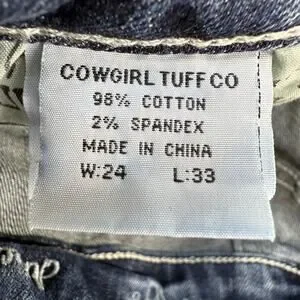 COWGIRL TUFF CO
98% COTTON
2% SPANDEX
MADE IN CHINA
W:24 L:33